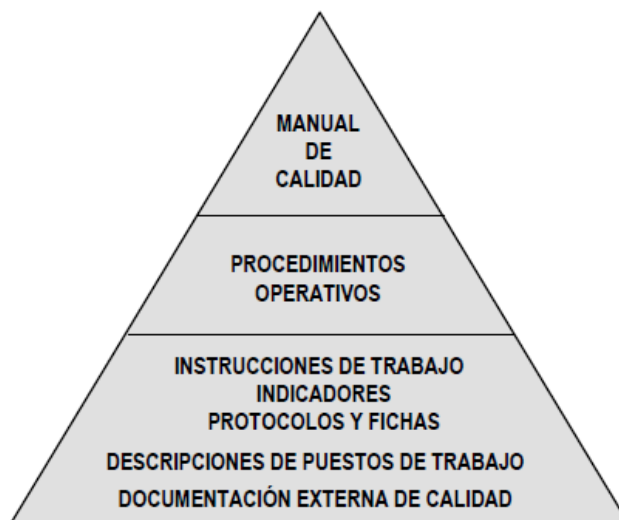 MANUAL
DE
CALIDAD
PROCEDIMIENTOS
OPERATIVOS
INSTRUCCIONES DE TRABAJO
INDICADORES
PROTOCOLOS Y FICHAS
DESCRIPCIONES DE PUESTOS DE TRABAJO
DOCUMENTACIÓN EXTERNA DE CALIDAD